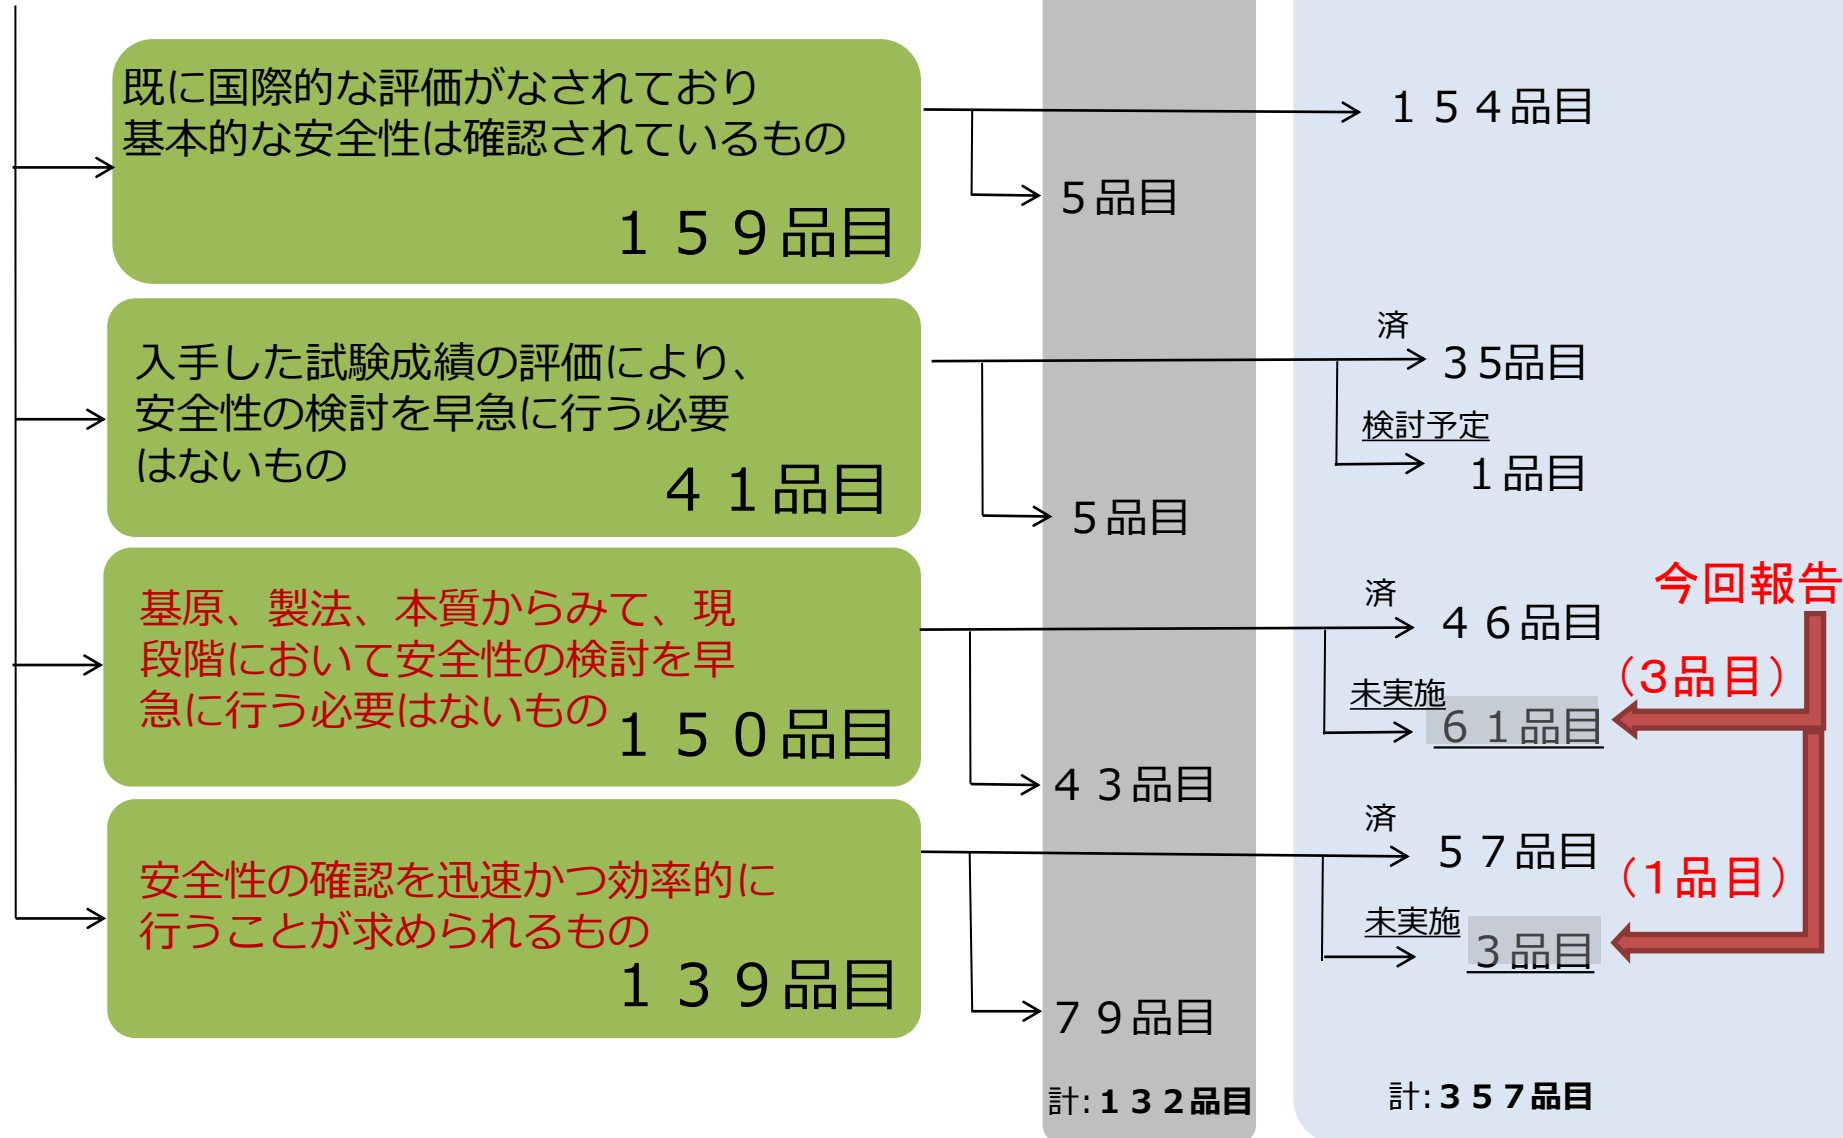 既に国際的な評価がなされており
基本的な安全性は確認されているもの
１５９品目
５品目
１５４品目
入手した試験成績の評価により、
安全性の検討を早急に行う必要
はないもの
４１品目
５品目
済
３５品目
検討予定
１品目
基原、製法、本質からみて、現
段階において安全性の検討を早
急に行う必要はないもの
１５０品目
４３品目
済
４６品目
未実施
６１品目
今回報告
（３品目）
安全性の確認を迅速かつ効率的に
行うことが求められるもの
１３９品目
７９品目
済
５７品目
未実施
３品目
（１品目）
計:１３２品目
計:３５７品目